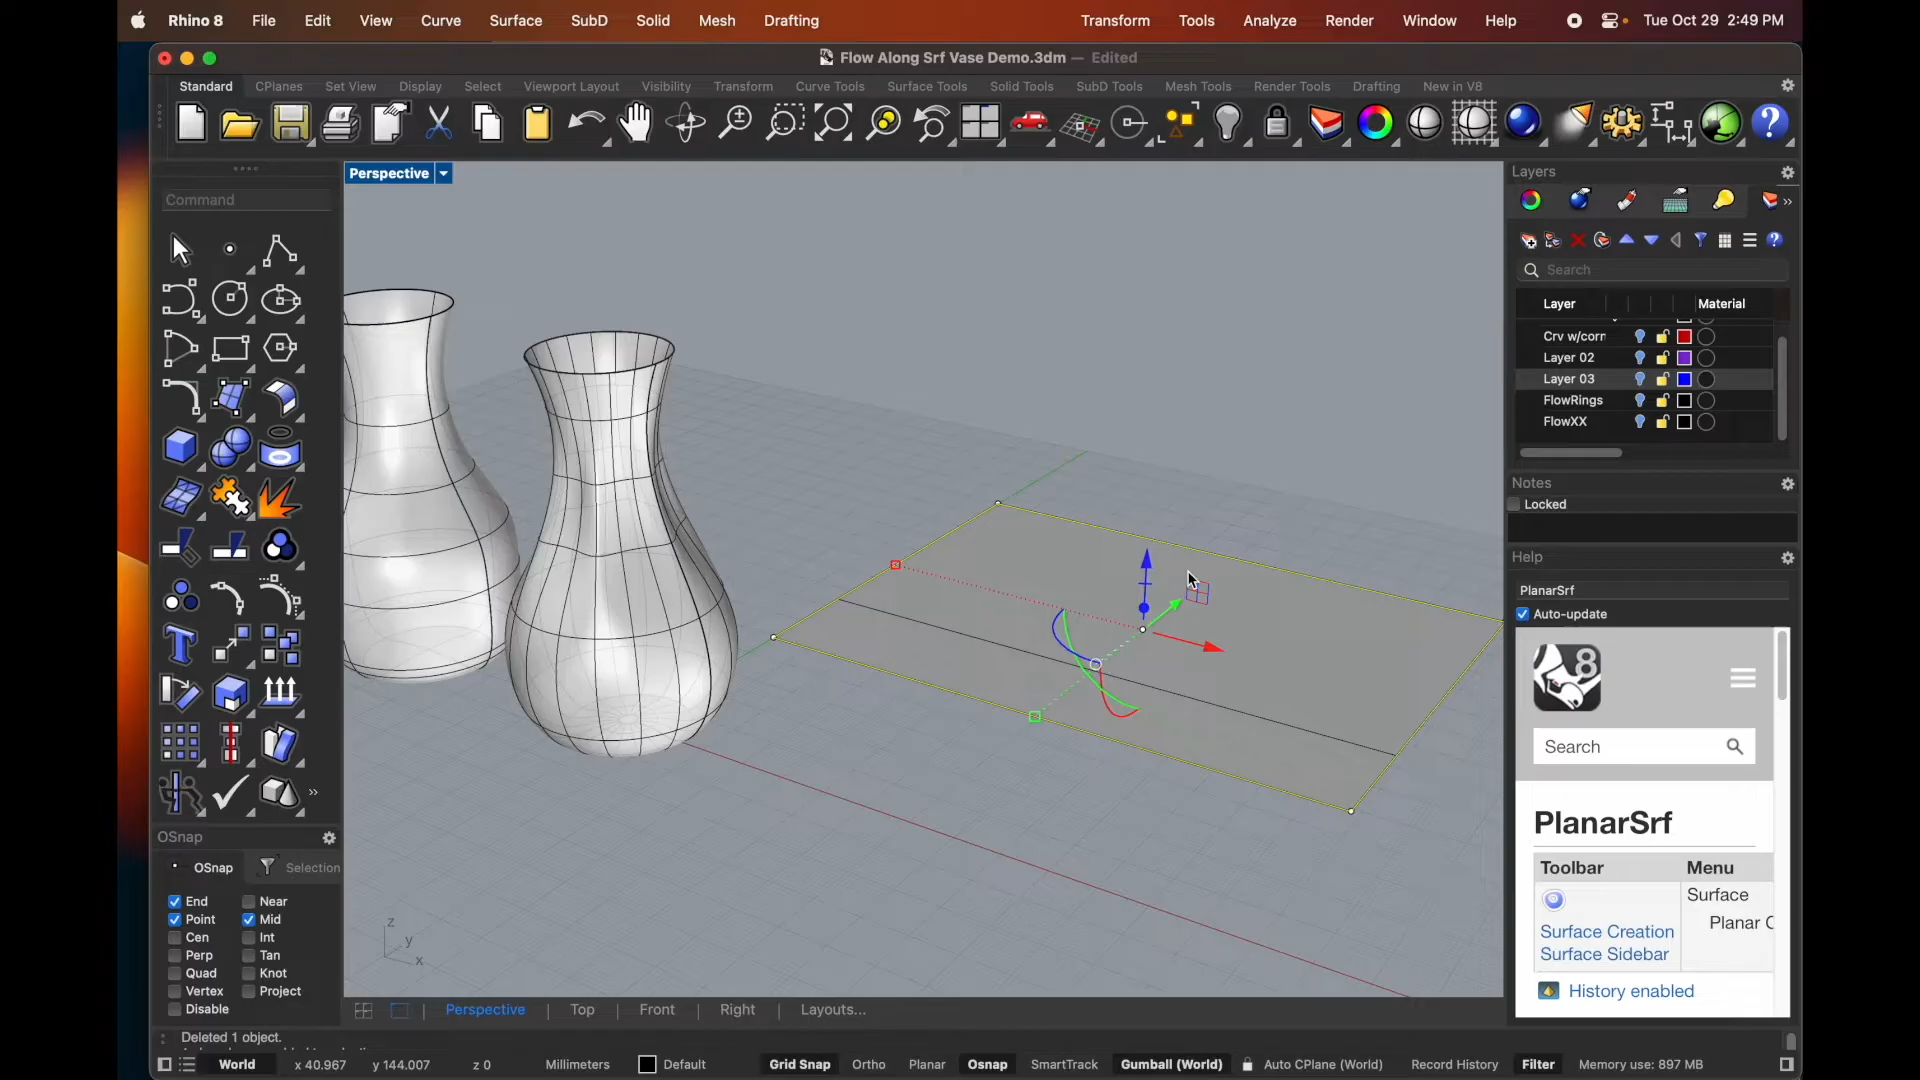 Rhino 8 File Edit View Curve Surface SubD Solid Mesh Drafting Transform Tools Analyze Render Window Help Tue Oct 29 2:49 PM
Flow Along Srf Vase Demo.3dm — Edited
Standard CPlanes Set View Display Select Viewport Layout Visibility Transform Curve Tools Surface Tools Solid Tools SubD Tools Mesh Tools Render Tools Drafting New in V8
Perspective
Command
Layers
Search
Layer Material
Crv w/corn
Layer 02
Layer 03
FlowRings
FlowXX
Notes
Locked
Help
PlanarSrf
Auto-update
8
Search
PlanarSrf
Toolbar Menu
Surface
Planar C
Surface Creation
Surface Sidebar
History enabled
OSnap
OSnap Selection
End Near
Point Mid
Cen Int
Perp Tan
Quad Knot
Vertex Project
Disable
z
y
x
Perspective Top Front Right Layouts...
Deleted 1 object.
World x 40.967 y 144.007 z 0 Millimeters Default Grid Snap Ortho Planar Osnap SmartTrack Gumball (World) Auto CPlane (World) Record History Filter Memory use: 897 MB